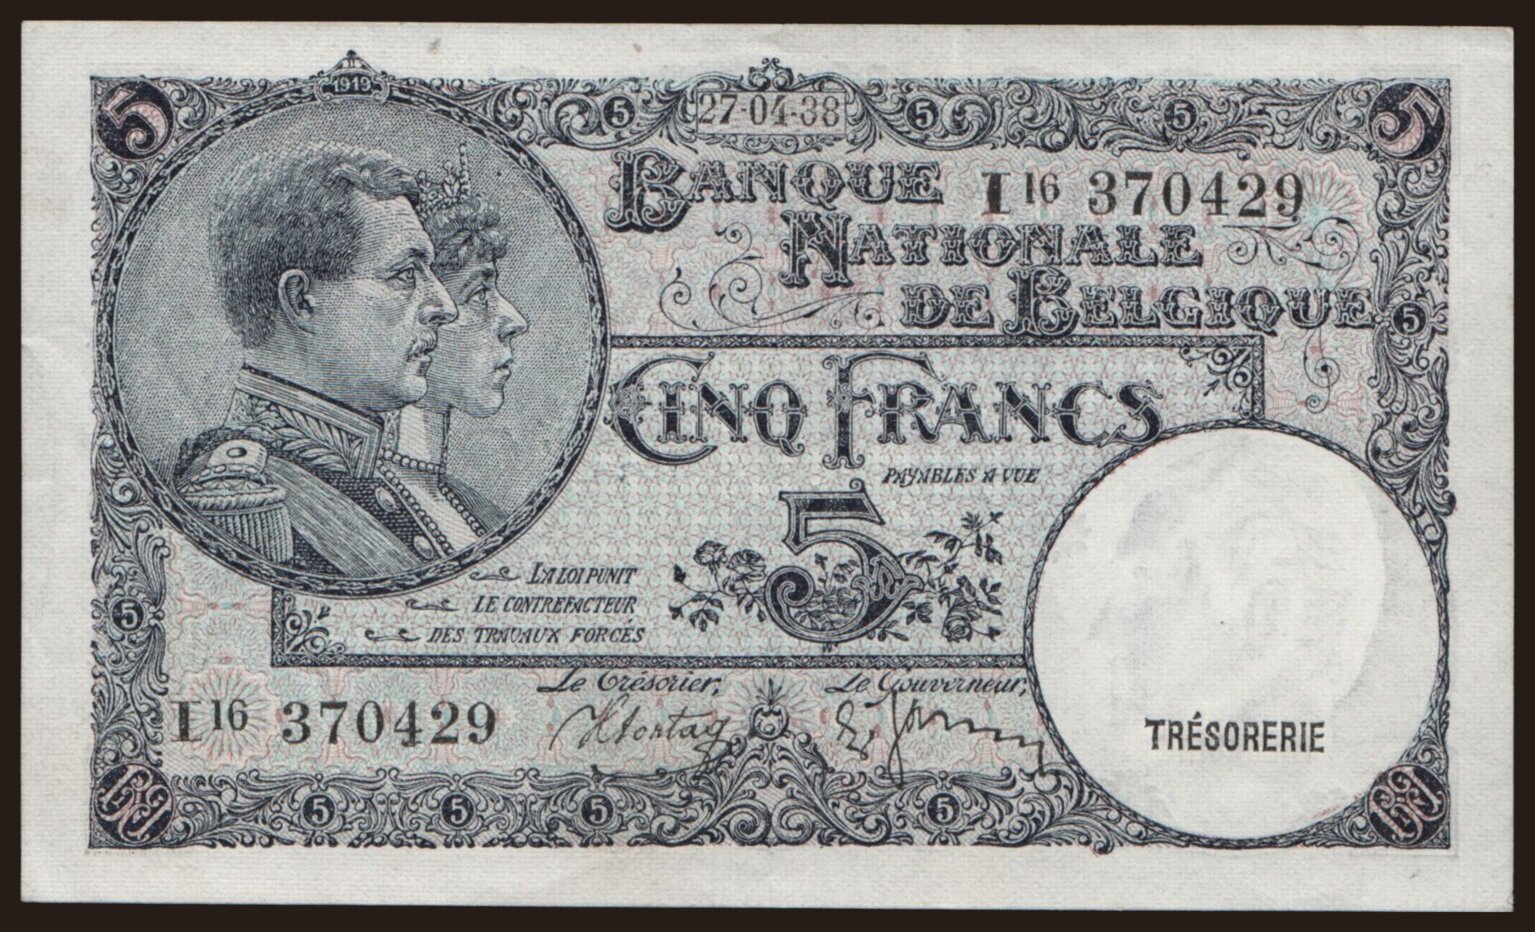 1919
5 5 5 5 5
27-04-38
BANQUE I16 370429
NATIONALE
DE BELGIQUE
5
CINQ FRANCS
PAYABLES A VUE
5
LA LOI PUNIT
LE CONTREFACTEUR
DES TRAVAUX FORCÉS
5
Le Trésorier, Le Gouverneur,
I16 370429
TRÉSORERIE
5 5 5 5